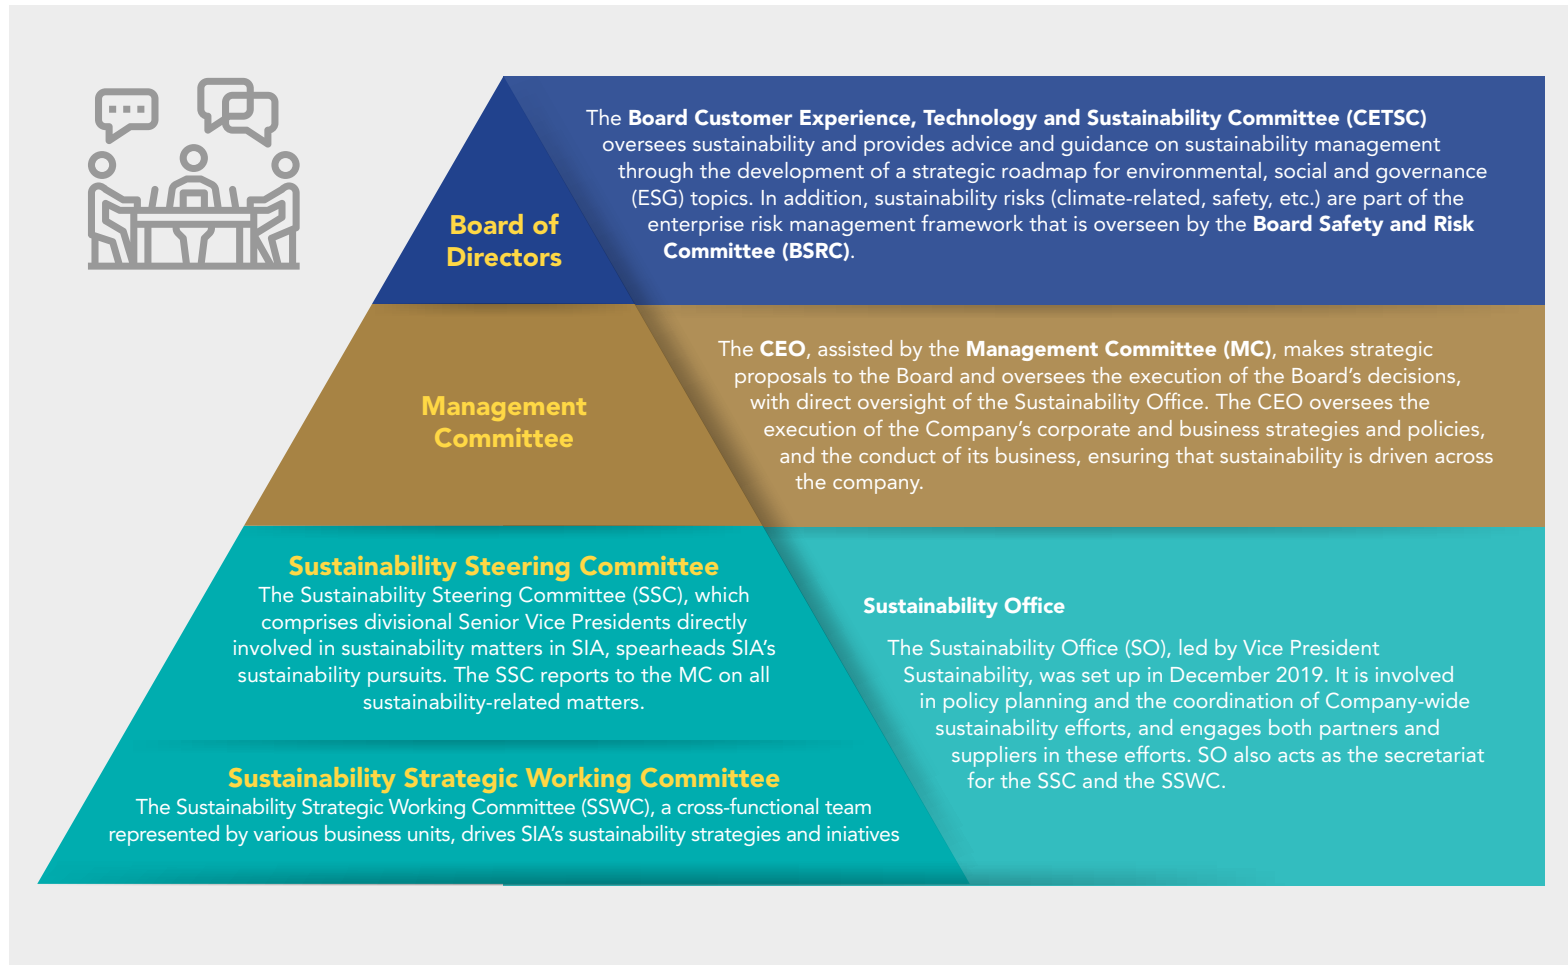 Board of
Directors
The Board Customer Experience, Technology and Sustainability Committee (CETSC)
oversees sustainability and provides advice and guidance on sustainability management
through the development of a strategic roadmap for environmental, social and governance
(ESG) topics. In addition, sustainability risks (climate-related, safety, etc.) are part of the
enterprise risk management framework that is overseen by the Board Safety and Risk
Committee (BSRC).
Management
Committee
The CEO, assisted by the Management Committee (MC), makes strategic
proposals to the Board and oversees the execution of the Board’s decisions,
with direct oversight of the Sustainability Office. The CEO oversees the
execution of the Company’s corporate and business strategies and policies,
and the conduct of its business, ensuring that sustainability is driven across
the company.
Sustainability Steering Committee
The Sustainability Steering Committee (SSC), which
comprises divisional Senior Vice Presidents directly
involved in sustainability matters in SIA, spearheads SIA’s
sustainability pursuits. The SSC reports to the MC on all
sustainability-related matters.
Sustainability Strategic Working Committee
The Sustainability Strategic Working Committee (SSWC), a cross-functional team
represented by various business units, drives SIA’s sustainability strategies and iniatives
Sustainability Office
The Sustainability Office (SO), led by Vice President
Sustainability, was set up in December 2019. It is involved
in policy planning and the coordination of Company-wide
sustainability efforts, and engages both partners and
suppliers in these efforts. SO also acts as the secretariat
for the SSC and the SSWC.